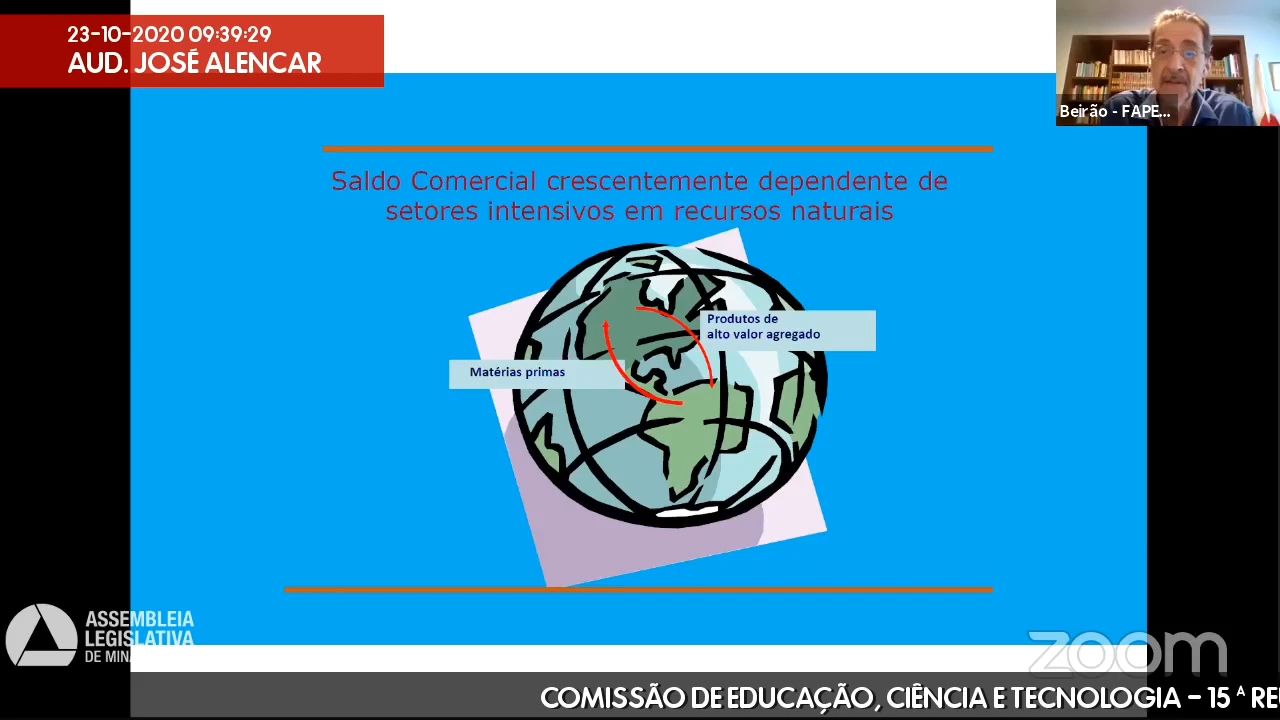 23-10-2020 09:39:29
AUD. JOSÉ ALENCAR
Beirão - FAPE...
Saldo Comercial crescentemente dependente de
setores intensivos em recursos naturais
Produtos de
alto valor agregado
Matérias primas
ASSEMBLEIA
LEGISLATIVA
DE MINA
zoom
COMISSÃO DE EDUCAÇÃO, CIÊNCIA E TECNOLOGIA - 15 ª RE